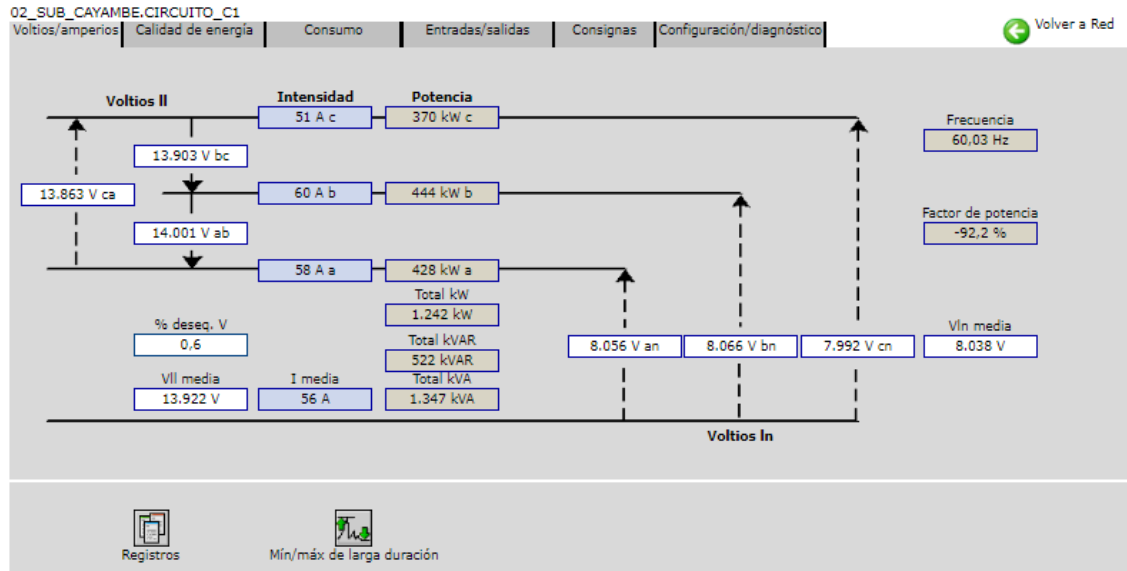 02_SUB_CAYAMBE.CIRCUITO_C1
Voltios/amperios Calidad de energía Consumo Entradas/salidas Consignas Configuración/diagnóstico Volver a Red
Voltios ll Intensidad Potencia
51 A c 370 kW c
Frecuencia
60,03 Hz
13.903 V bc
13.863 V ca 60 A b 444 kW b
Factor de potencia
14.001 V ab -92,2 %
58 A a 428 kW a
Total kW
1.242 kW
% deseq. V Vln media
0,6 Total kVAR 8.056 V an 8.066 V bn 7.992 V cn 8.038 V
522 kVAR
Vll media I media Total kVA
13.922 V 56 A 1.347 kVA
Voltios ln
Registros Mín/máx de larga duración